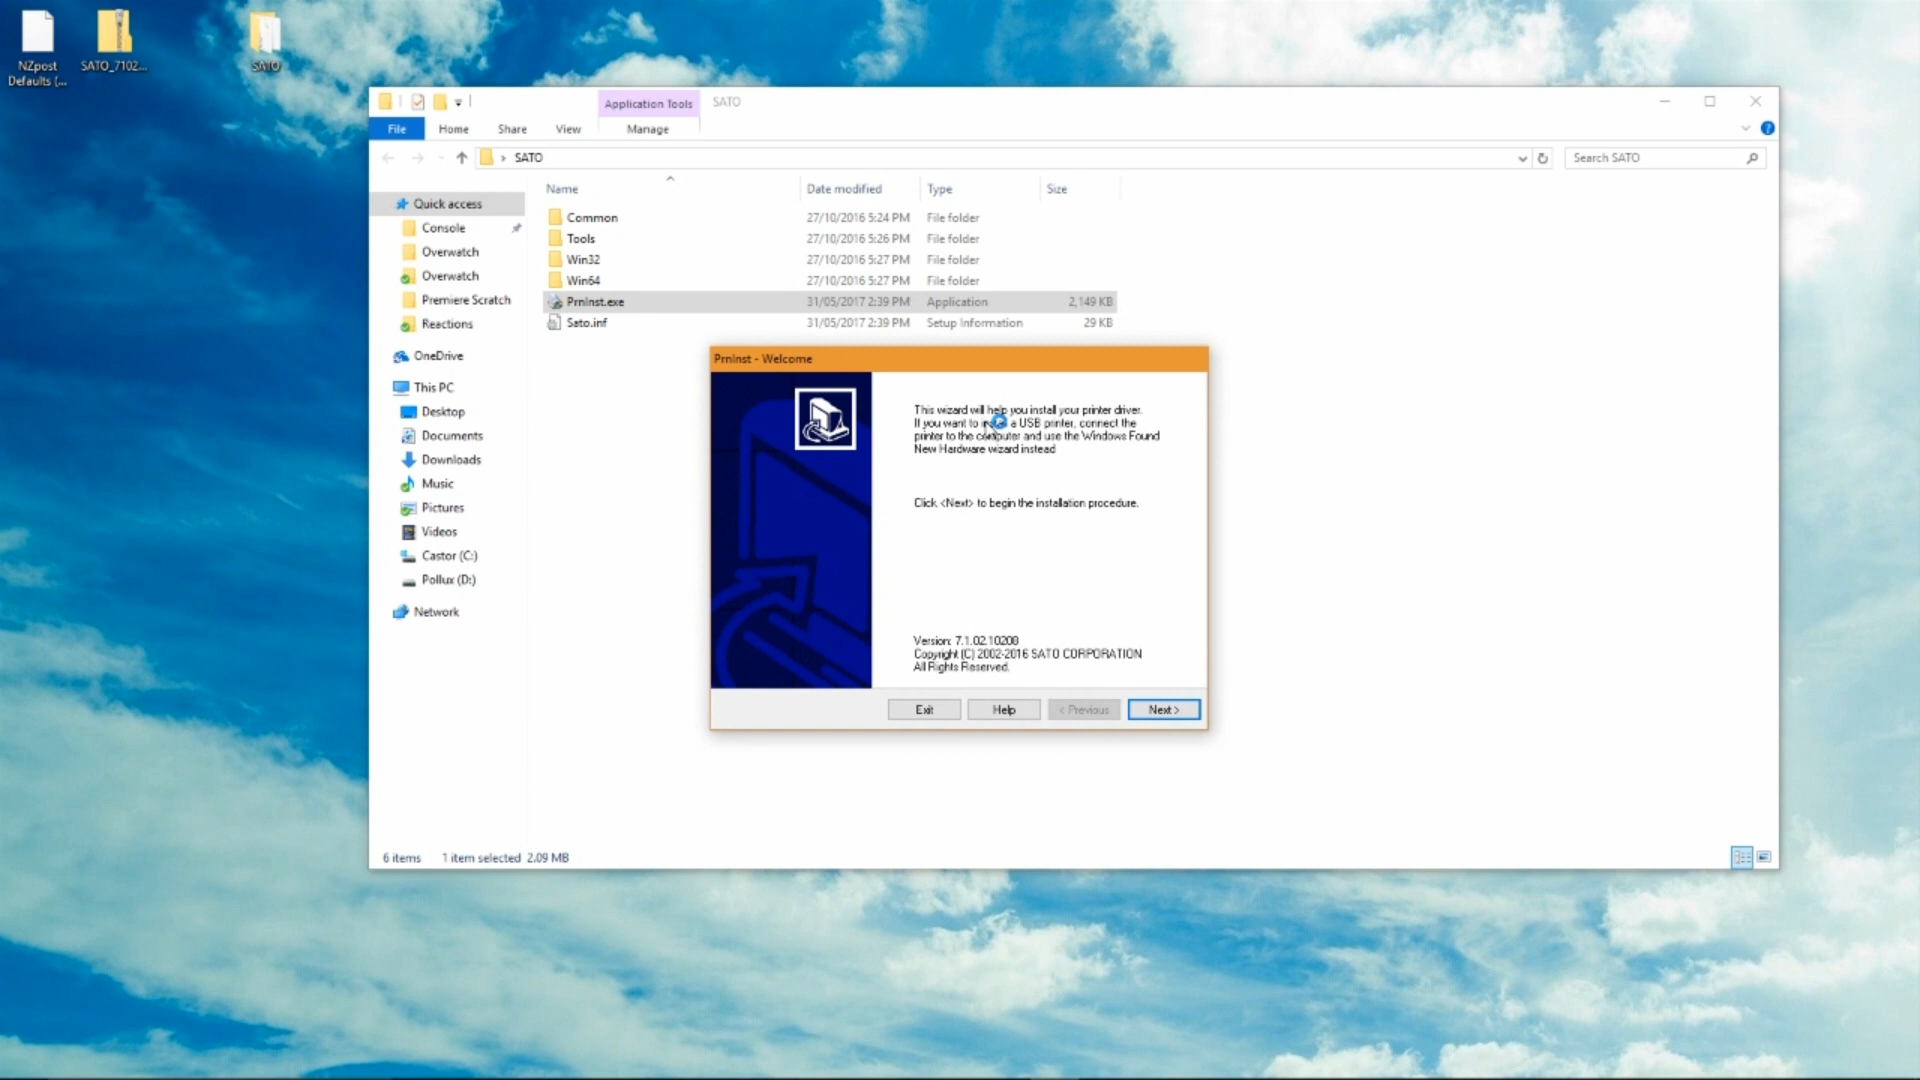 NZpost
Defaults (...
SATO_7102...
SATO
Application Tools
SATO
File
Home
Share
View
Manage
SATO
Search SATO
Name
Date modified
Type
Size
Quick access
Console
Overwatch
Overwatch
Premiere Scratch
Reactions
OneDrive
This PC
Desktop
Documents
Downloads
Music
Pictures
Videos
Castor (C:)
Pollux (D:)
Network
Common 27/10/2016 5:24 PM File folder
Tools 27/10/2016 5:26 PM File folder
Win32 27/10/2016 5:27 PM File folder
Win64 27/10/2016 5:27 PM File folder
PrnInst.exe 31/05/2017 2:39 PM Application 2,149 KB
Sato.inf 31/05/2017 2:39 PM Setup Information 29 KB
PrnInst - Welcome
This wizard will help you install your printer driver.
If you want to install a USB printer, connect the
printer to the computer and use the Windows Found
New Hardware wizard instead
Click <Next> to begin the installation procedure.
Version: 7.1.02.10208
Copyright (C) 2002-2016 SATO CORPORATION
All Rights Reserved.
Exit
Help
< Previous
Next >
6 items
1 item selected 2.09 MB